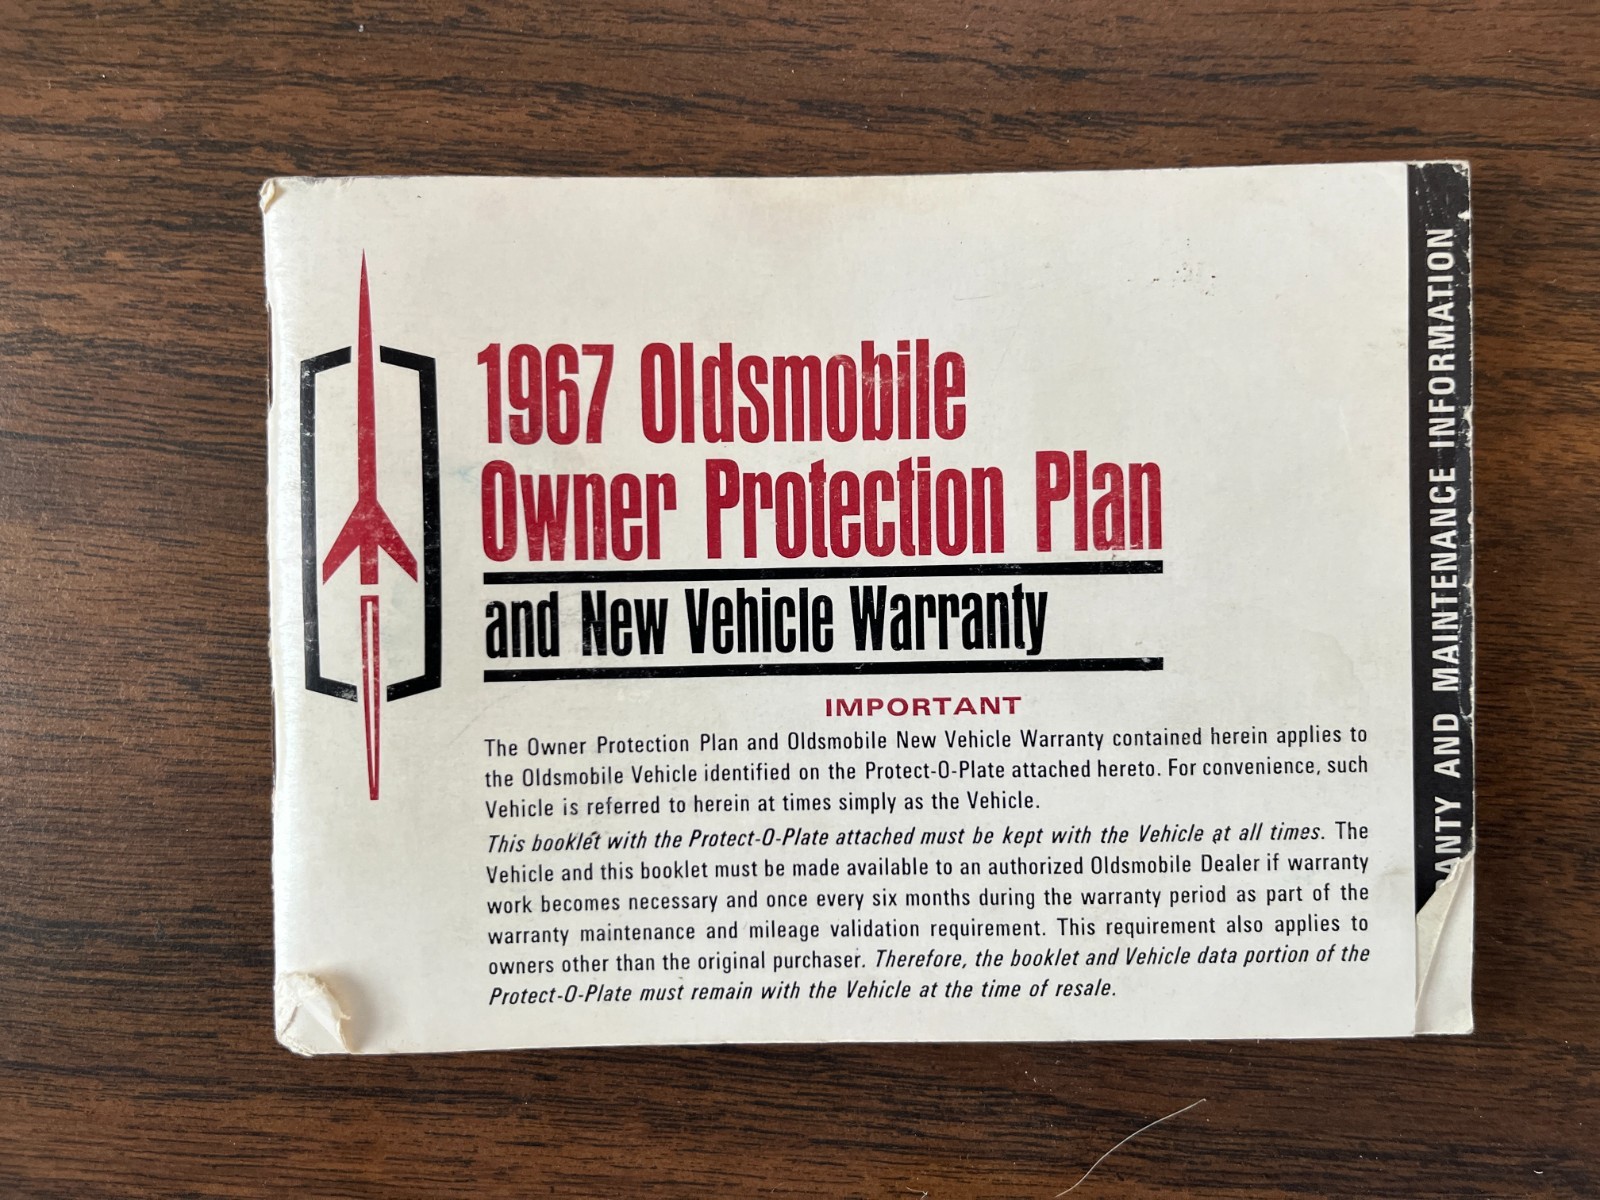 1967 Oldsmobile
Owner Protection Plan
and New Vehicle Warranty
IMPORTANT
The Owner Protection Plan and Oldsmobile New Vehicle Warranty contained herein applies to
the Oldsmobile Vehicle identified on the Protect-O-Plate attached hereto. For convenience, such
Vehicle is referred to herein at times simply as the Vehicle.
This booklet with the Protect-O-Plate attached must be kept with the Vehicle at all times. The
Vehicle and this booklet must be made available to an authorized Oldsmobile Dealer if warranty
work becomes necessary and once every six months during the warranty period as part of the
warranty maintenance and mileage validation requirement. This requirement also applies to
owners other than the original purchaser. Therefore, the booklet and Vehicle data portion of the
Protect-O-Plate must remain with the Vehicle at the time of resale.
ANTY AND MAINTENANCE INFORMATION